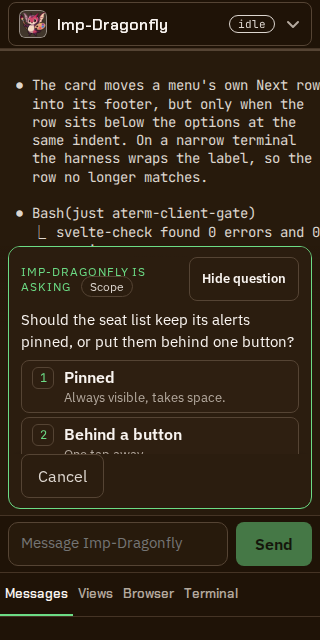 Imp-Dragonfly
idle
● The card moves a menu's own Next row
into its footer, but only when the
row sits below the options at the
same indent. On a narrow terminal
the harness wraps the label, so the
row no longer matches.
● Bash(just aterm-client-gate)
⎿ svelte-check found 0 errors and 0
IMP-DRAGONFLY IS
ASKING
Scope
Hide question
Should the seat list keep its alerts
pinned, or put them behind one button?
1 Pinned
Always visible, takes space.
2 Behind a button
One tap away.
Cancel
Message Imp-Dragonfly
Send
Messages Views Browser Terminal